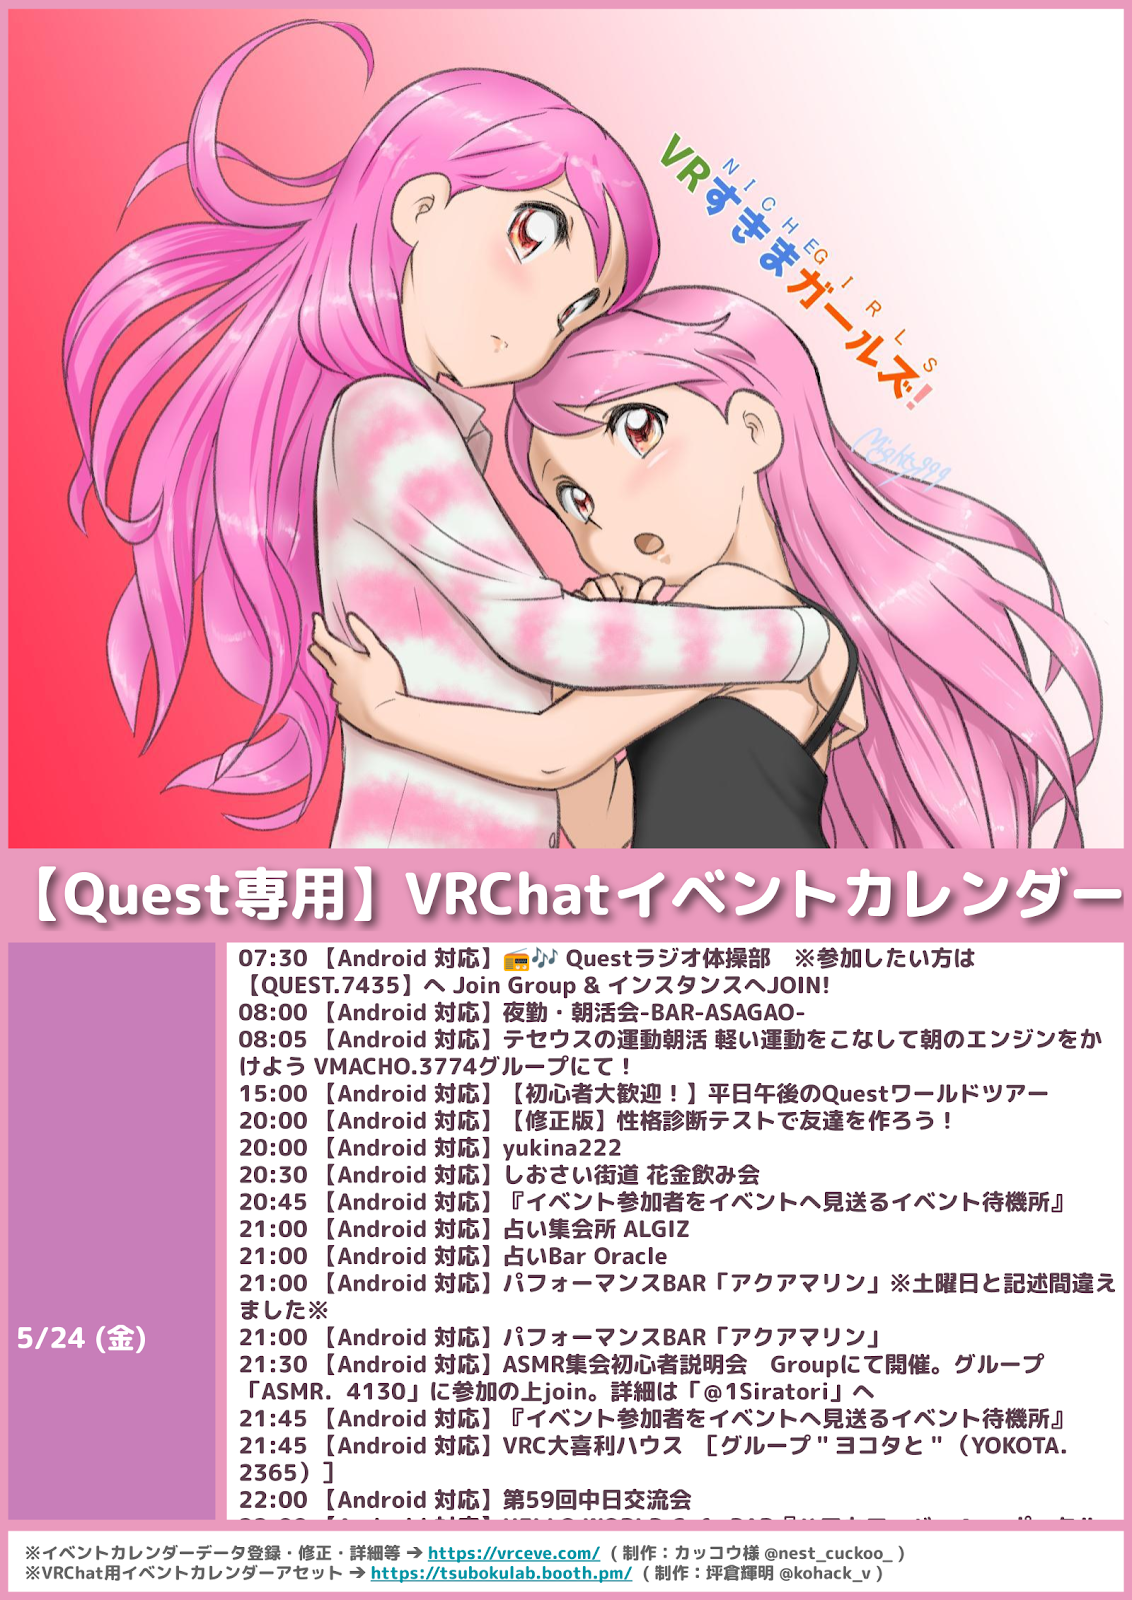 NICHE GIRLS
VRすきまガールズ!
Mighty999
【Quest専用】VRChatイベントカレンダー
5/24 (金)
07:30 【Android 対応】📻🎶 Questラジオ体操部　※参加したい方は
【QUEST.7435】へ Join Group & インスタンスへJOIN!
08:00 【Android 対応】夜勤・朝活会-BAR-ASAGAO-
08:05 【Android 対応】テセウスの運動朝活 軽い運動をこなして朝のエンジンをか
けよう VMACHO.3774グループにて！
15:00 【Android 対応】【初心者大歓迎！】平日午後のQuestワールドツアー
20:00 【Android 対応】【修正版】性格診断テストで友達を作ろう！
20:00 【Android 対応】yukina222
20:30 【Android 対応】しおさい街道 花金飲み会
20:45 【Android 対応】『イベント参加者をイベントへ見送るイベント待機所』
21:00 【Android 対応】占い集会所 ALGIZ
21:00 【Android 対応】占いBar Oracle
21:00 【Android 対応】パフォーマンスBAR「アクアマリン」※土曜日と記述間違え
ました※
21:00 【Android 対応】パフォーマンスBAR「アクアマリン」
21:30 【Android 対応】ASMR集会初心者説明会　Groupにて開催。グループ
「ASMR．4130」に参加の上join。詳細は「@1Siratori」へ
21:45 【Android 対応】『イベント参加者をイベントへ見送るイベント待機所』
21:45 【Android 対応】VRC大喜利ハウス　［グループ＂ヨコタと＂（YOKOTA.
2365）］
22:00 【Android 対応】第59回中日交流会
※イベントカレンダーデータ登録・修正・詳細等 ➔ https://vrceve.com/ （制作：カッコウ様 @nest_cuckoo_ ）
※VRChat用イベントカレンダーアセット ➔ https://tsubokulab.booth.pm/ （制作：坪倉輝明 @kohack_v ）